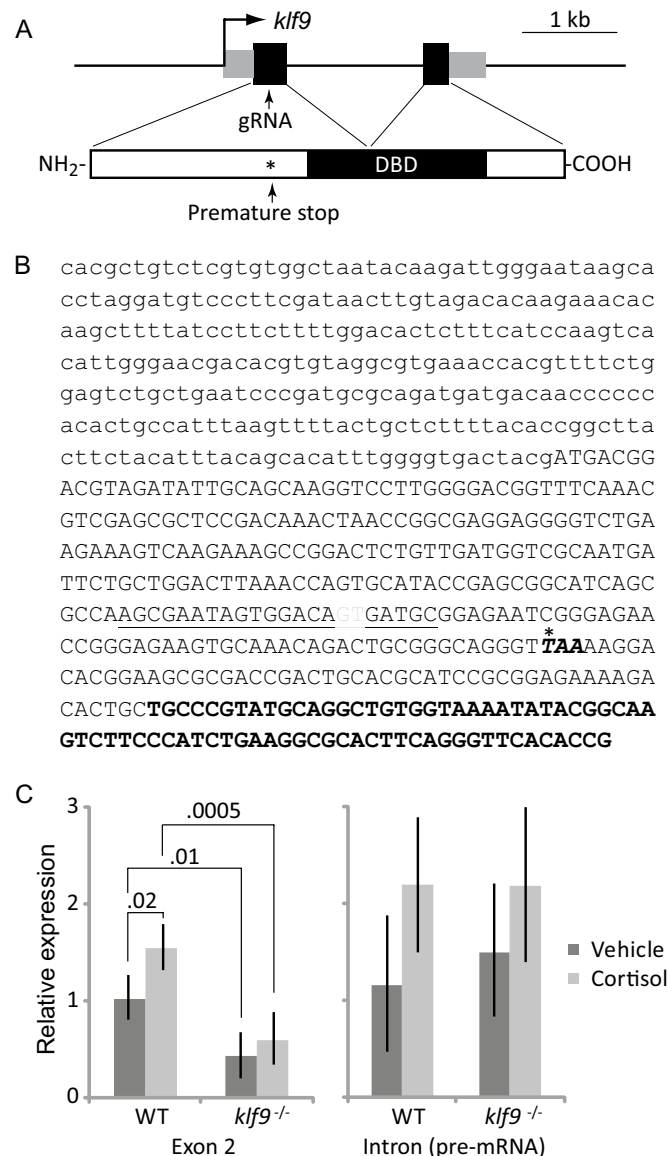 A
klf9
1 kb
gRNA
NH2-
DBD
-COOH
*
Premature stop
B
cacgctgtctcgtgtggctaatacaagattgggaataagca
cctaggatgtcccttcgataacttgtagacacaagaaacac
aagcttttatccttcttttggacactctttcatccaagtca
cattgggaacgacacgtgtaggcgtgaaaccacgttttctg
gagtctgctgaatcccgatgcgcagatgatgacaaccccccc
acactgccatttaagttttactgctcttttacaccggctta
cttctacatttacagcacatttggggtgactacgATGACGG
ACGTAGATATTGCAGCAAGGTCCTTGGGGACGGTTTCAAAC
GTCGAGCGCTCCGACAAACTAACCGGCGAGGAGGGGTCTGA
AGAAAGTCAAGAAAGCCGGACTCTGTTGATGGTCGCAATGA
TTCTGCTGGACTTAAACCAGTGCATACCGAGCGGCATCAGC
GCCAAGCGAATAGTGGACAGTGATGCGGAGAATCGGGAGAA
*
CCGGGAGAAGTGCAAACAGACTGCGGGCAGGGTTAAAAGGA
CACGGAAGCGCGACCGACTGCACGCATCCGCGGAGAAAAGA
CACTGCTGCCCGTATGCAGGCTGTGGTAAAATATACGGCAA
GTCTTCCCATCTGAAGGCGCACTTCAGGGTTCACACCG
C
Relative expression
3
2
1
0
.0005
.01
.02
Vehicle
Cortisol
WT
klf9 -/-
WT
klf9 -/-
Exon 2
Intron (pre-mRNA)